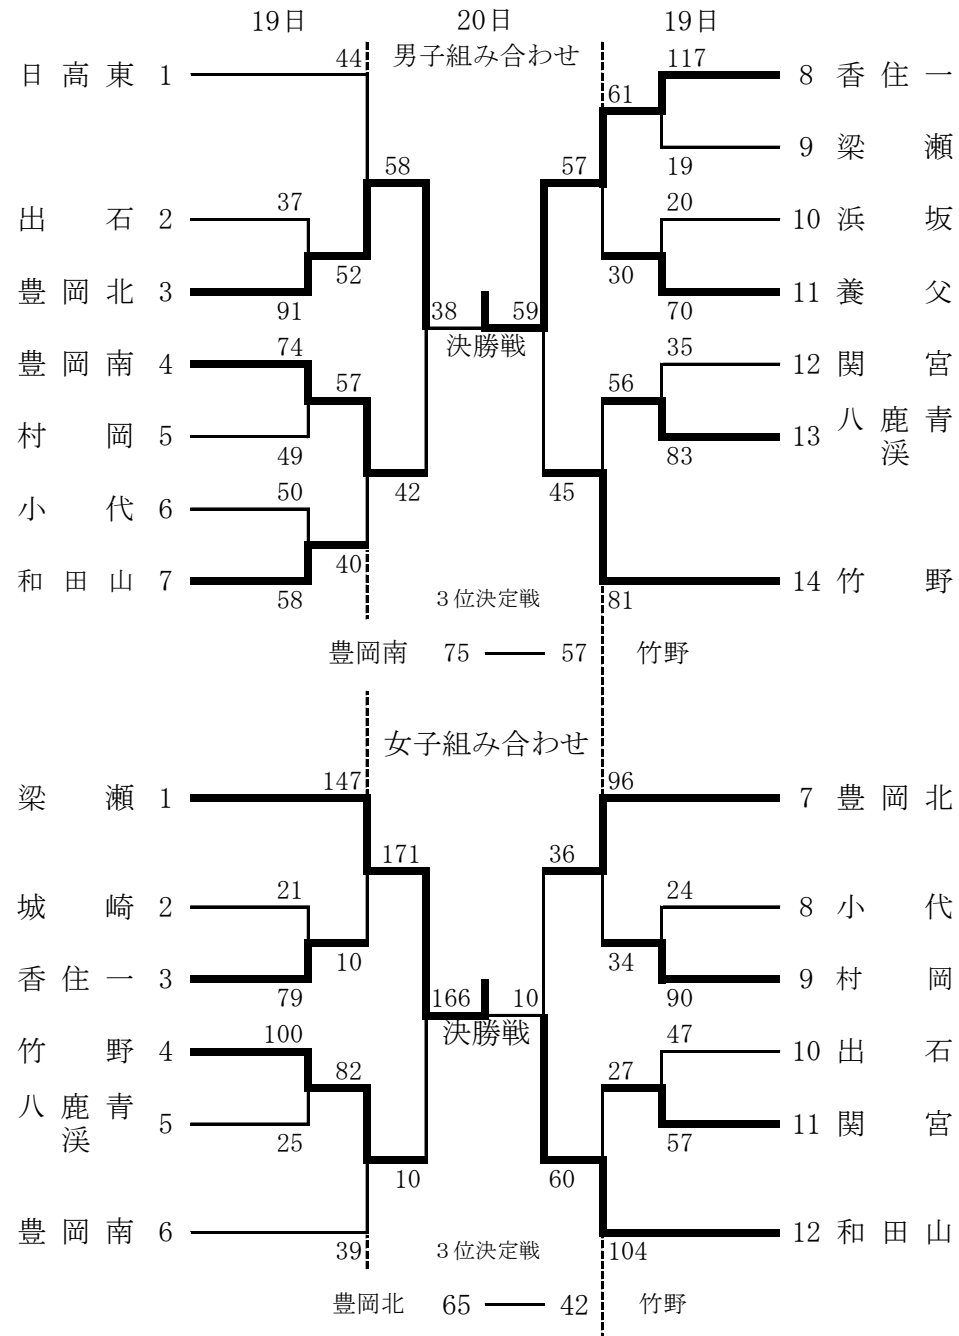 19日 20日 19日
男子組み合わせ
44 117
日高東 1 8 香住一
61
9 梁瀬
58 57 19
37 20
出石 2 10 浜坂
52 30
豊岡北 3 11 養父
91 38 59 70
74 決勝戦 35
豊岡南 4 12 関宮
57 56
村岡 5 13 八鹿青渓
49 83
50 42 45
小代 6
40
和田山 7 14 竹野
58 3位決定戦 81
豊岡南 75 57 竹野
女子組み合わせ
147 96
梁瀬 1 7 豊岡北
171 36
21 24
城崎 2 8 小代
10 34
香住一 3 9 村岡
79 166 10 90
100 決勝戦 47
竹野 4 10 出石
82 27
八鹿青渓 5 11 関宮
25 57
10 60
豊岡南 6 12 和田山
39 3位決定戦 104
豊岡北 65 42 竹野